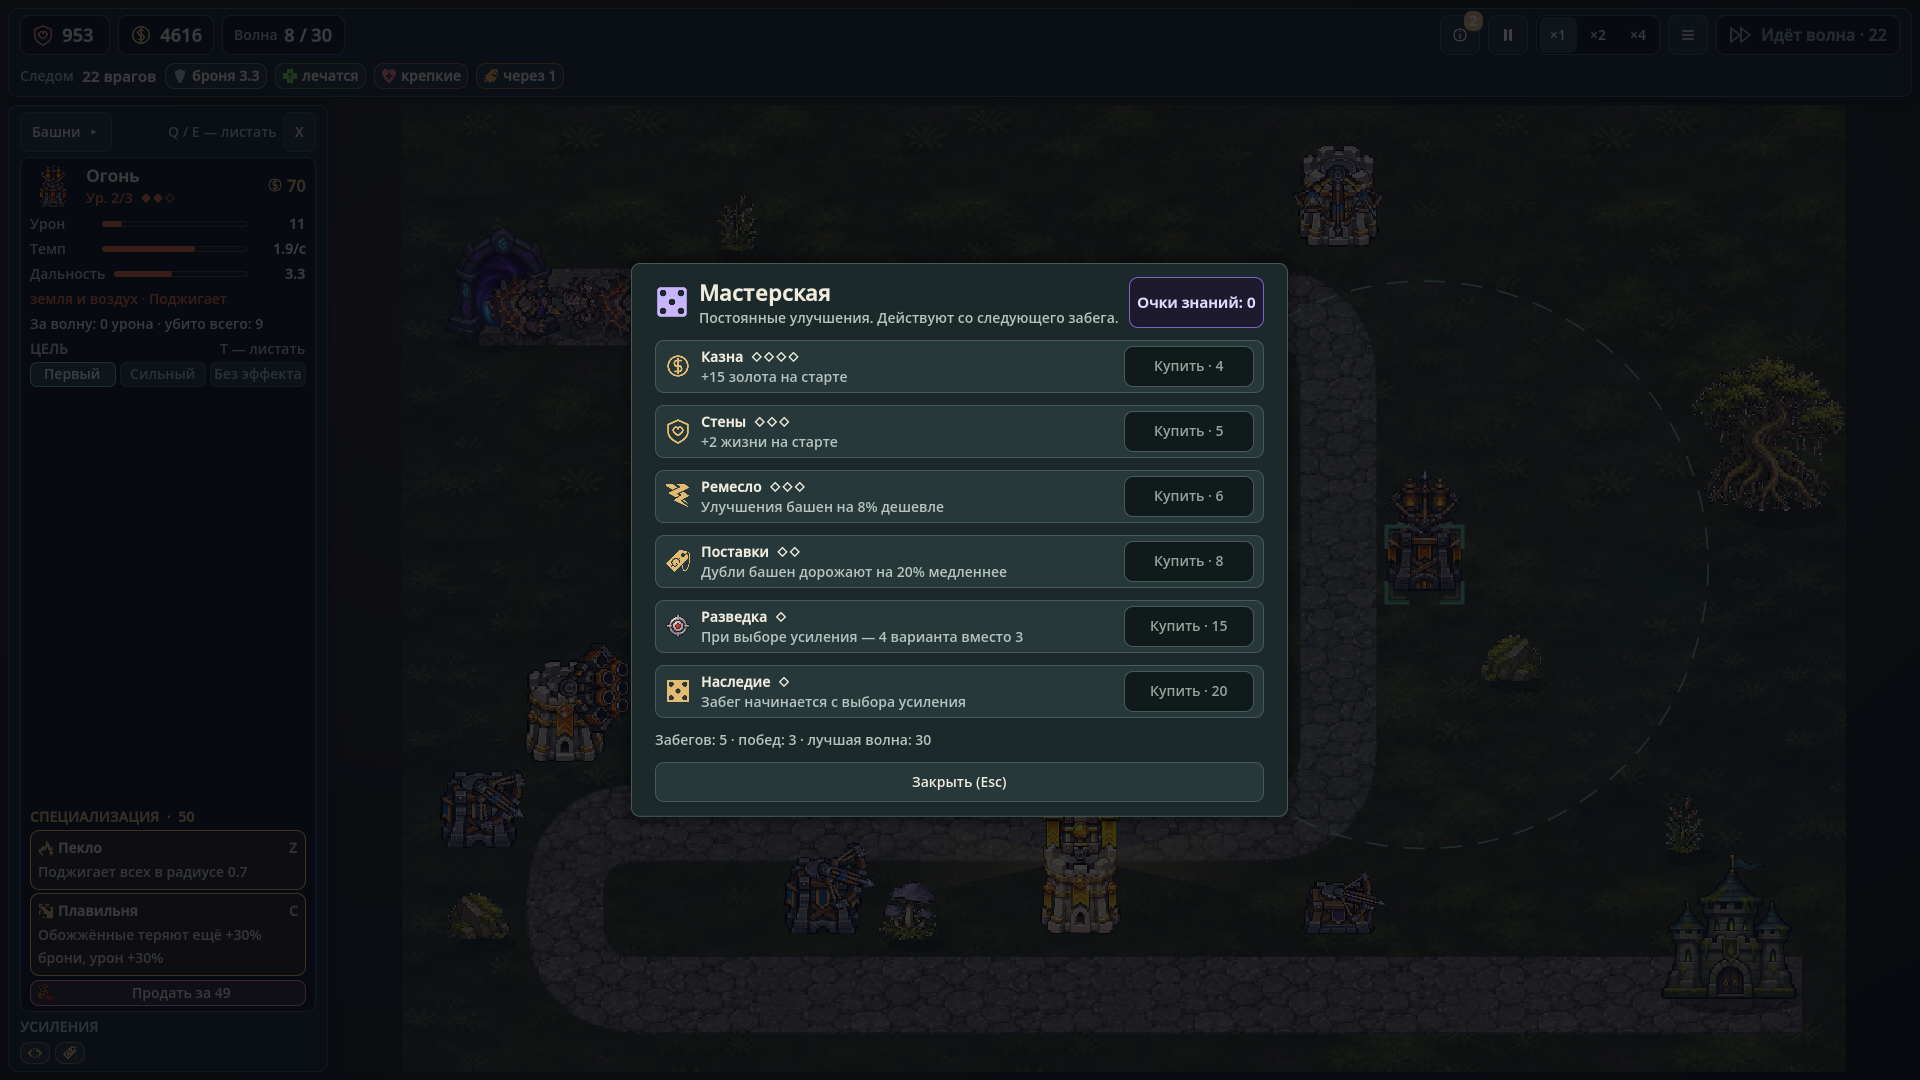 953
4616
Волна 8 / 30
2
×1
×2
×4
Идёт волна · 22
Следом 22 врагов
броня 3.3
лечатся
крепкие
через 1
Башни
Q / E — листать
X
Огонь
70
Ур. 2/3
Урон 11
Темп 1.9/с
Дальность 3.3
земля и воздух · Поджигает
За волну: 0 урона · убито всего: 9
ЦЕЛЬ
T — листать
Первый
Сильный
Без эффекта
СПЕЦИАЛИЗАЦИЯ · 50
Пекло Z
Поджигает всех в радиусе 0.7
Плавильня C
Обожжённые теряют ещё +30%
брони, урон +30%
Продать за 49
УСИЛЕНИЯ
Мастерская
Постоянные улучшения. Действуют со следующего забега.
Очки знаний: 0
Казна
+15 золота на старте
Купить · 4
Стены
+2 жизни на старте
Купить · 5
Ремесло
Улучшения башен на 8% дешевле
Купить · 6
Поставки
Дубли башен дорожают на 20% медленнее
Купить · 8
Разведка
При выборе усиления — 4 варианта вместо 3
Купить · 15
Наследие
Забег начинается с выбора усиления
Купить · 20
Забегов: 5 · побед: 3 · лучшая волна: 30
Закрыть (Esc)